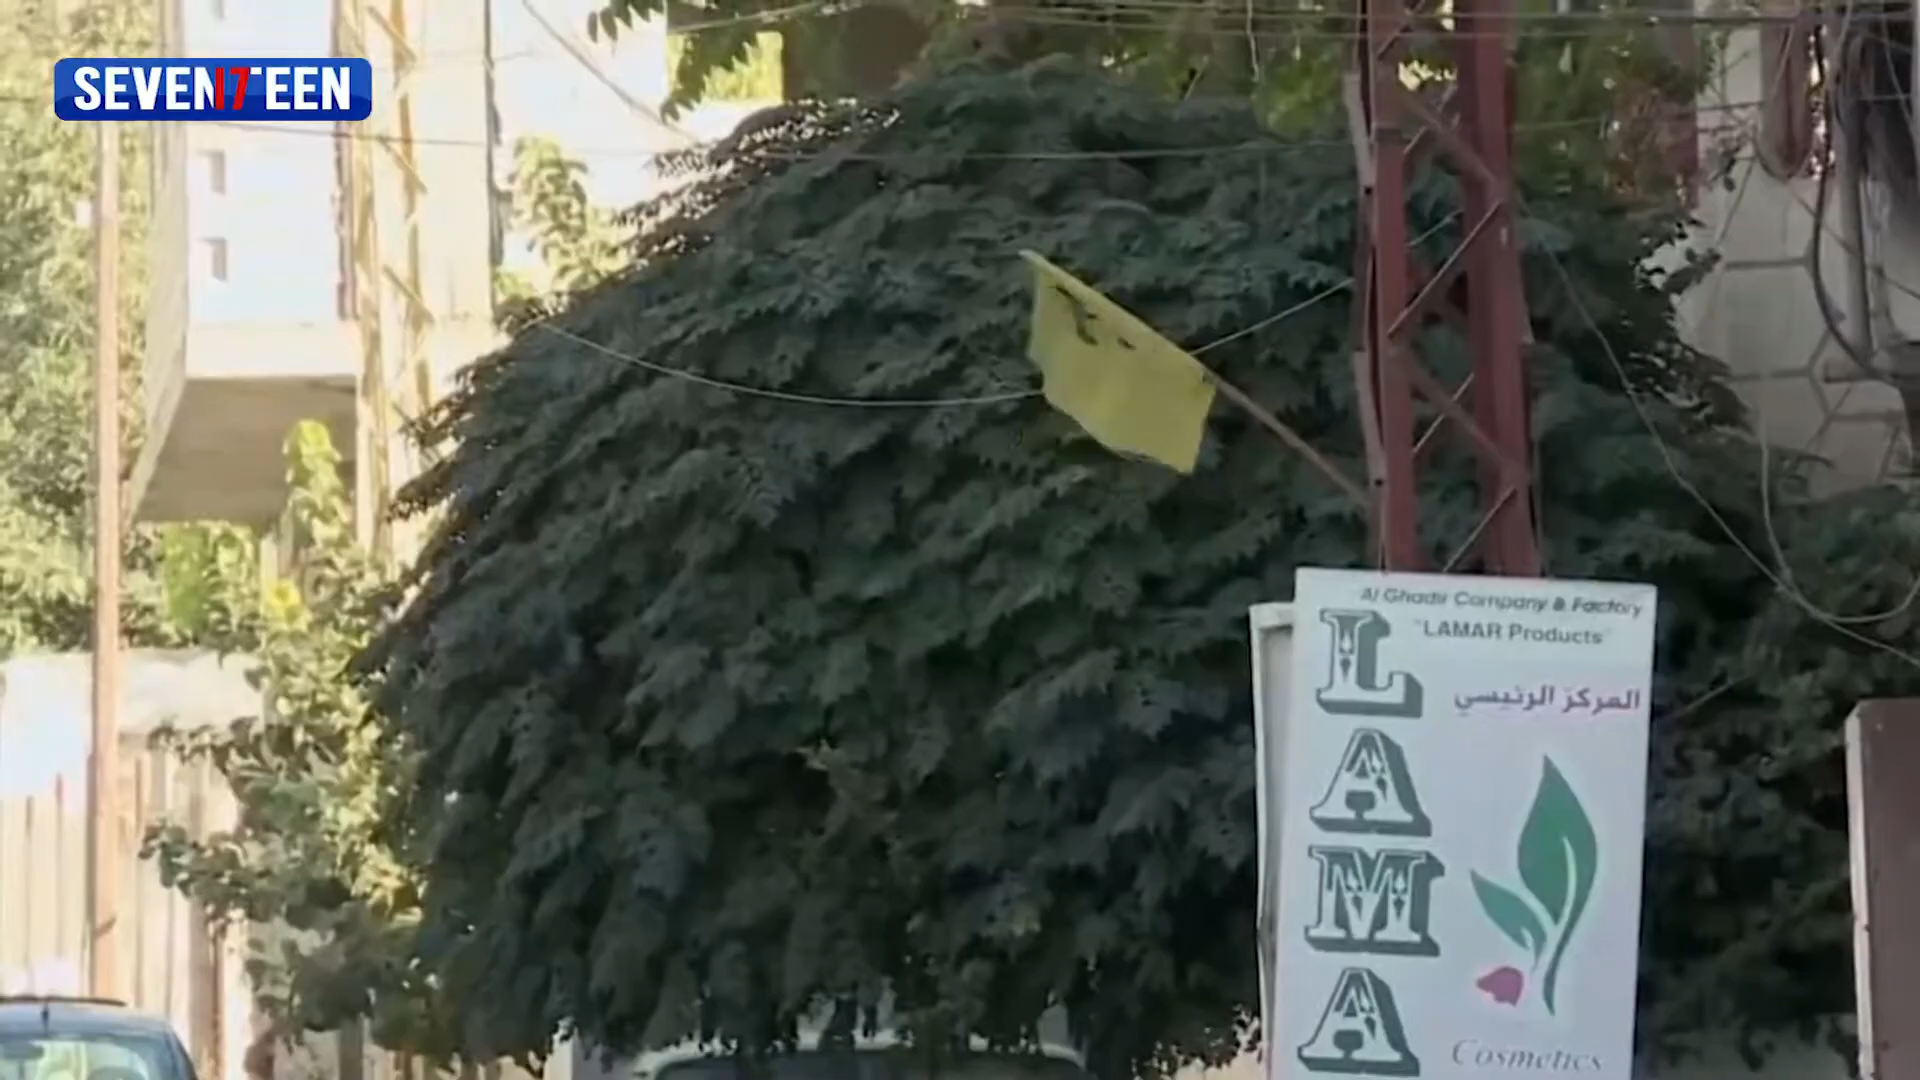 SEVEN17EEN
Al Ghadir Company & Factory
"LAMAR Products"
المركز الرئيسي
LAMA
Cosmetics